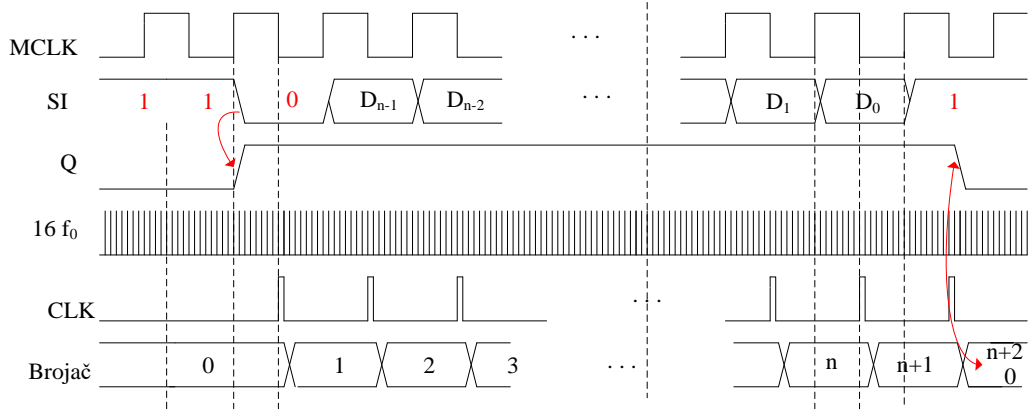 MCLK
. . .
SI 1 1 0 Dn-1 Dn-2 . . . D1 D0 1
Q
16 f0
CLK . . .
Brojač 0 1 2 3 . . . n n+1 n+2
0